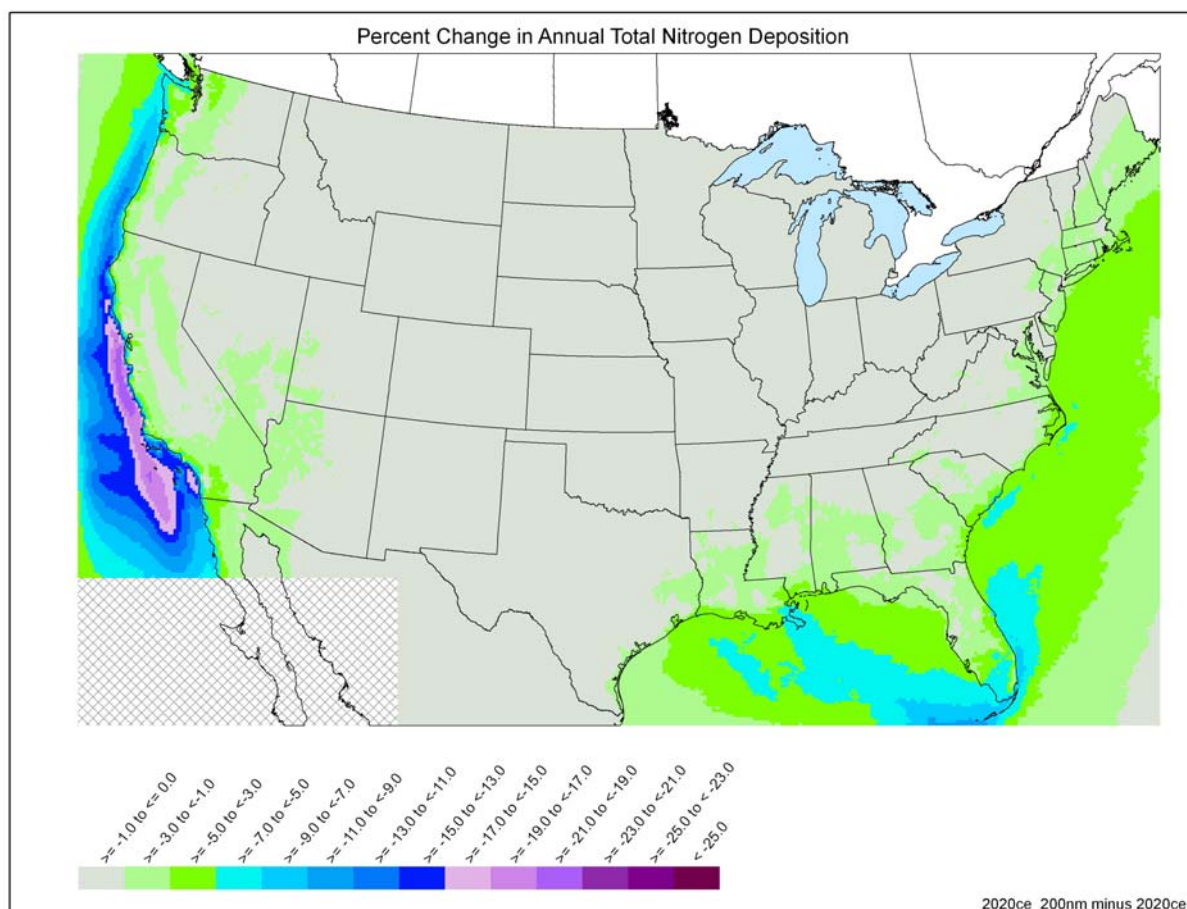 Percent Change in Annual Total Nitrogen Deposition
>= -1.0 to <= 0.0
>= -3.0 to <-1.0
>= -5.0 to <-3.0
>= -7.0 to <-5.0
>= -9.0 to <-7.0
>= -11.0 to <-9.0
>= -13.0 to <-11.0
>= -15.0 to <-13.0
>= -17.0 to <-15.0
>= -19.0 to <-17.0
>= -21.0 to <-19.0
>= -23.0 to <-21.0
>= -25.0 to <-23.0
< -25.0
2020ce_200nm minus 2020ce